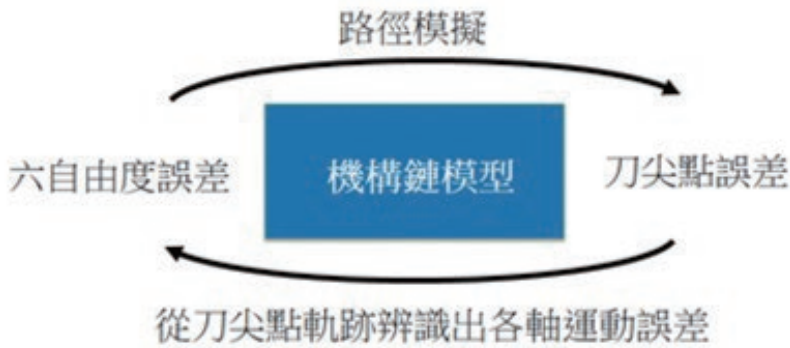 路徑模擬
六自由度誤差
機構鏈模型
刀尖點誤差
從刀尖點軌跡辨識出各軸運動誤差